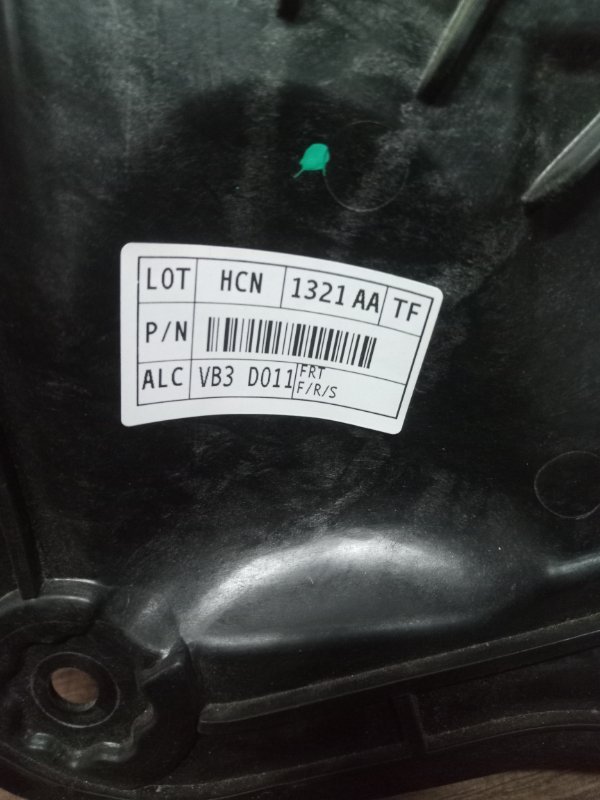 LOT HCN 1321 AA TF
P/N
ALC VB3 D011 FRT
F/R/S